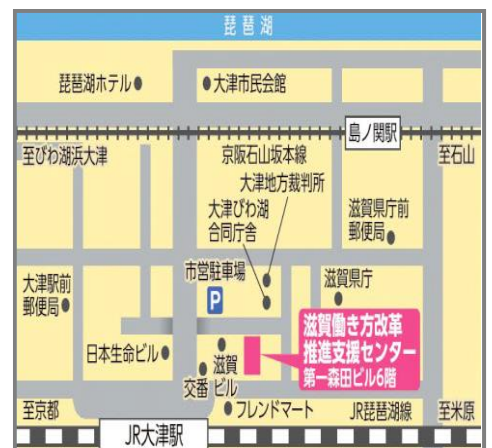 琵琶湖
琵琶湖ホテル
大津市民会館
島ノ関駅
至びわ湖浜大津
京阪石山坂本線
至石山
大津地方裁判所
大津びわ湖
合同庁舎
滋賀県庁前
郵便局
市営駐車場
P
滋賀県庁
大津駅前
郵便局
滋賀働き方改革
推進支援センター
第一森田ビル6階
日本生命ビル
滋賀
ビル
交番
フレンドマート
至京都
JR琵琶湖線
至米原
JR大津駅